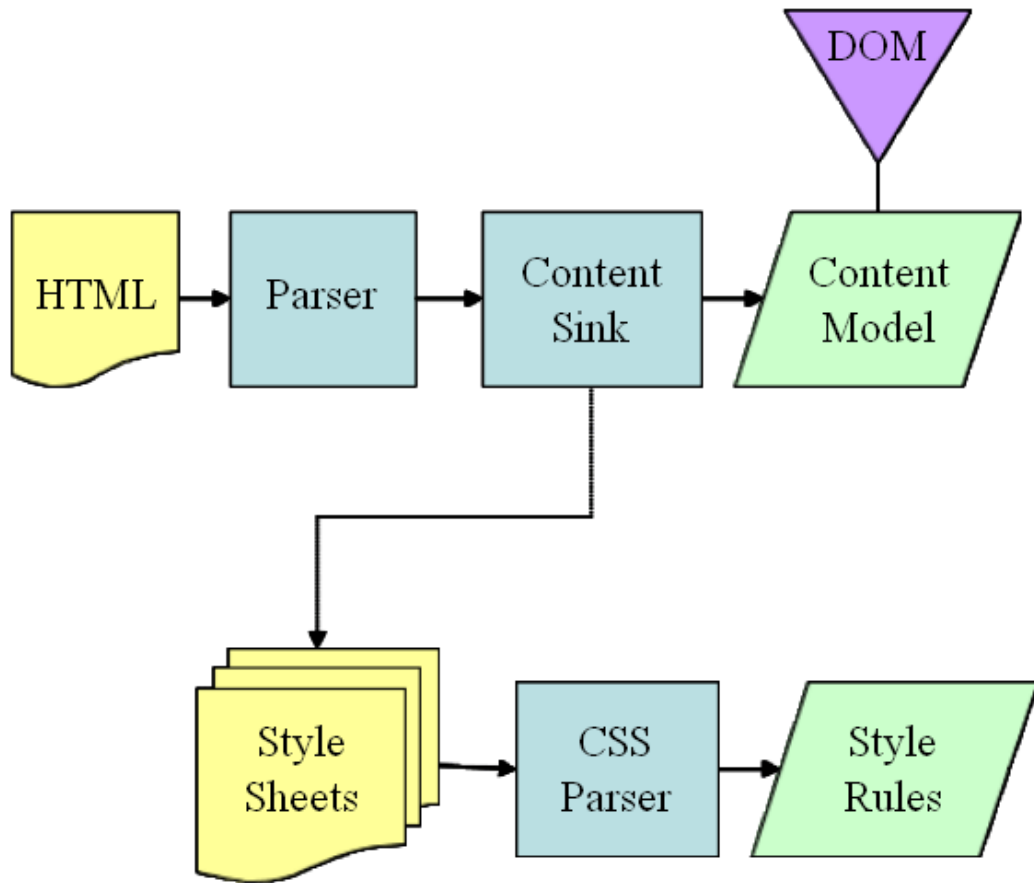 DOM
HTML
Parser
Content
Sink
Content
Model
Style
Sheets
CSS
Parser
Style
Rules